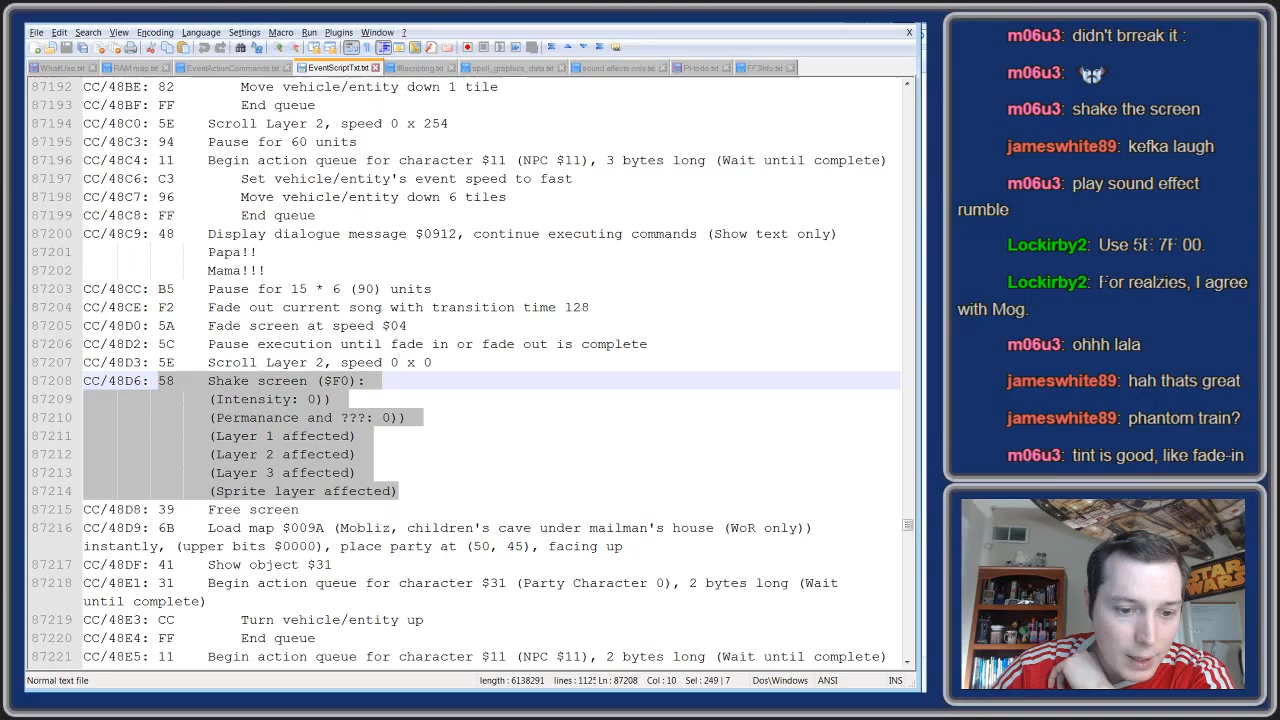 File Edit Search View Encoding Language Settings Macro Run Plugins Window ? X
RAM map.txt EventActionCommands.txt EventScriptTxt.txt spell_graphics_data.txt sound effects only.txt FF3info.txt
87192 CC/48BE: 82 Move vehicle/entity down 1 tile
87193 CC/48BF: FF End queue
87194 CC/48C0: 5E Scroll Layer 2, speed 0 x 254
87195 CC/48C3: 94 Pause for 60 units
87196 CC/48C4: 11 Begin action queue for character $11 (NPC $11), 3 bytes long (Wait until complete)
87197 CC/48C6: C3 Set vehicle/entity's event speed to fast
87198 CC/48C7: 96 Move vehicle/entity down 6 tiles
87199 CC/48C8: FF End queue
87200 CC/48C9: 48 Display dialogue message $0912, continue executing commands (Show text only)
87201 Papa!!
87202 Mama!!!
87203 CC/48CC: B5 Pause for 15 * 6 (90) units
87204 CC/48CE: F2 Fade out current song with transition time 128
87205 CC/48D0: 5A Fade screen at speed $04
87206 CC/48D2: 5C Pause execution until fade in or fade out is complete
87207 CC/48D3: 5E Scroll Layer 2, speed 0 x 0
87208 CC/48D6: 58 Shake screen ($F0):
87209 (Intensity: 0))
87210 (Permanance and ???: 0))
87211 (Layer 1 affected)
87212 (Layer 2 affected)
87213 (Layer 3 affected)
87214 (Sprite layer affected)
87215 CC/48D8: 39 Free screen
87216 CC/48D9: 6B Load map $009A (Mobliz, children's cave under mailman's house (WoR only))
instantly, (upper bits $0000), place party at (50, 45), facing up
87217 CC/48DF: 41 Show object $31
87218 CC/48E1: 31 Begin action queue for character $31 (Party Character 0), 2 bytes long (Wait
until complete)
87219 CC/48E3: CC Turn vehicle/entity up
87220 CC/48E4: FF End queue
87221 CC/48E5: 11 Begin action queue for character $11 (NPC $11), 2 bytes long (Wait until complete)
Normal text file length : 6138291 lines : 1125 Ln : 87208 Col : 10 Sel : 249 | 7 Dos\Windows ANSI INS
m06u3: didn't brreak it :
m06u3:
m06u3: shake the screen
jameswhite89: kefka laugh
m06u3: play sound effect
rumble
Lockirby2: Use 5E 7F 00.
Lockirby2: For realzies, I agree
with Mog.
m06u3: ohhh lala
jameswhite89: hah thats great
jameswhite89: phantom train?
m06u3: tint is good, like fade-in
STAR
WARS